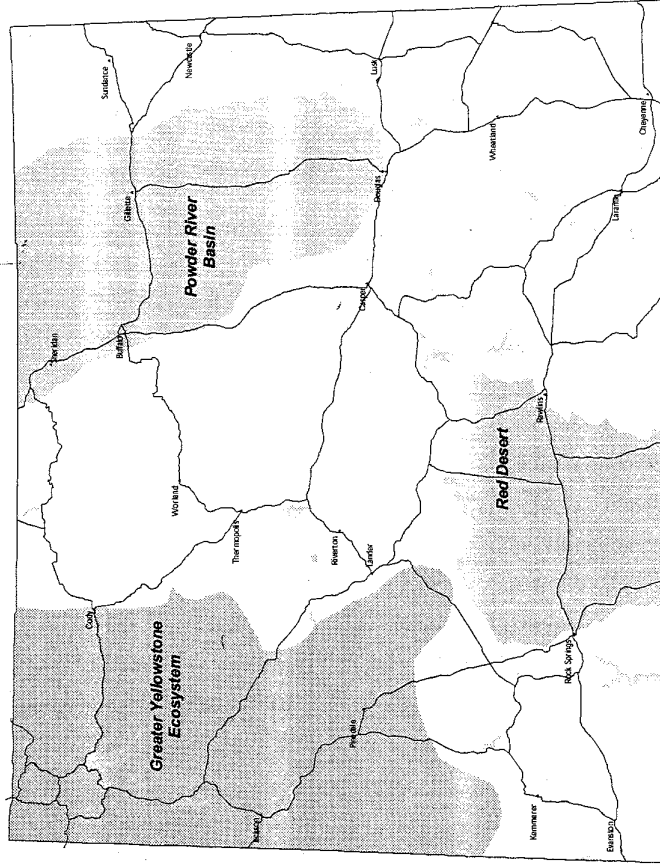 Sheridan
Cody
Sundance
Buffalo
Gillette
Greater Yellowstone
Ecosystem
Worland
Newcastle
Powder River
Basin
Thermopolis
Jackson
Riverton
Pinedale
Casper
Lander
Lusk
Douglas
Wheatland
Red Desert
Kemmerer
Rawlins
Rock Springs
Evanston
Laramie
Cheyenne